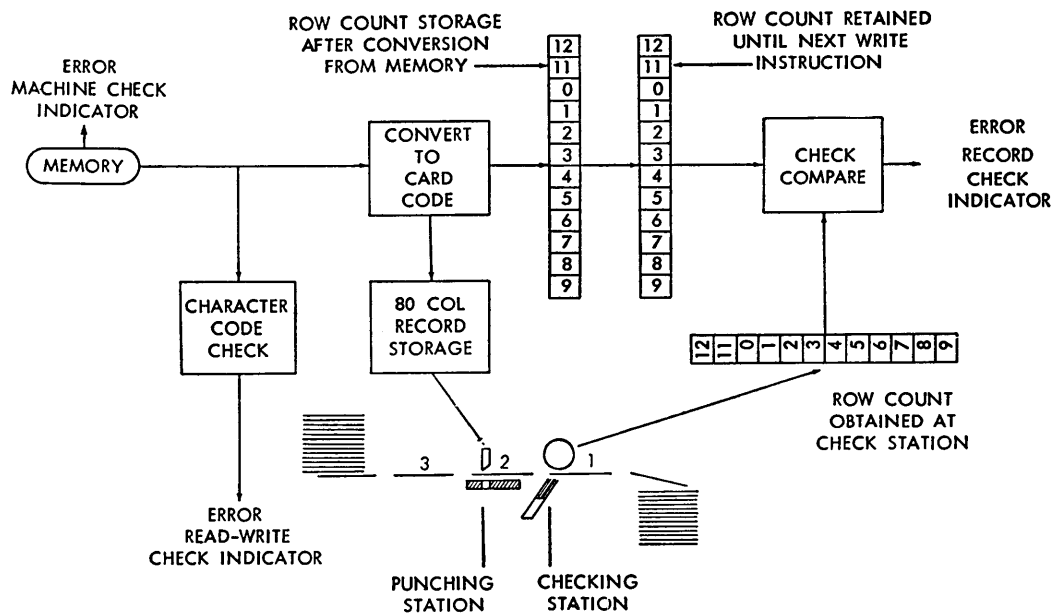 ROW COUNT STORAGE
AFTER CONVERSION
FROM MEMORY
ROW COUNT RETAINED
UNTIL NEXT WRITE
INSTRUCTION
12
11
0
1
2
3
4
5
6
7
8
9
12
11
0
1
2
3
4
5
6
7
8
9
ERROR
MACHINE CHECK
INDICATOR
MEMORY
CONVERT
TO
CARD
CODE
CHECK
COMPARE
ERROR
RECORD
CHECK
INDICATOR
CHARACTER
CODE
CHECK
80 COL
RECORD
STORAGE
12 11 0 1 2 3 4 5 6 7 8 9
ROW COUNT
OBTAINED AT
CHECK STATION
3 2 1
ERROR
READ-WRITE
CHECK INDICATOR
PUNCHING
STATION
CHECKING
STATION